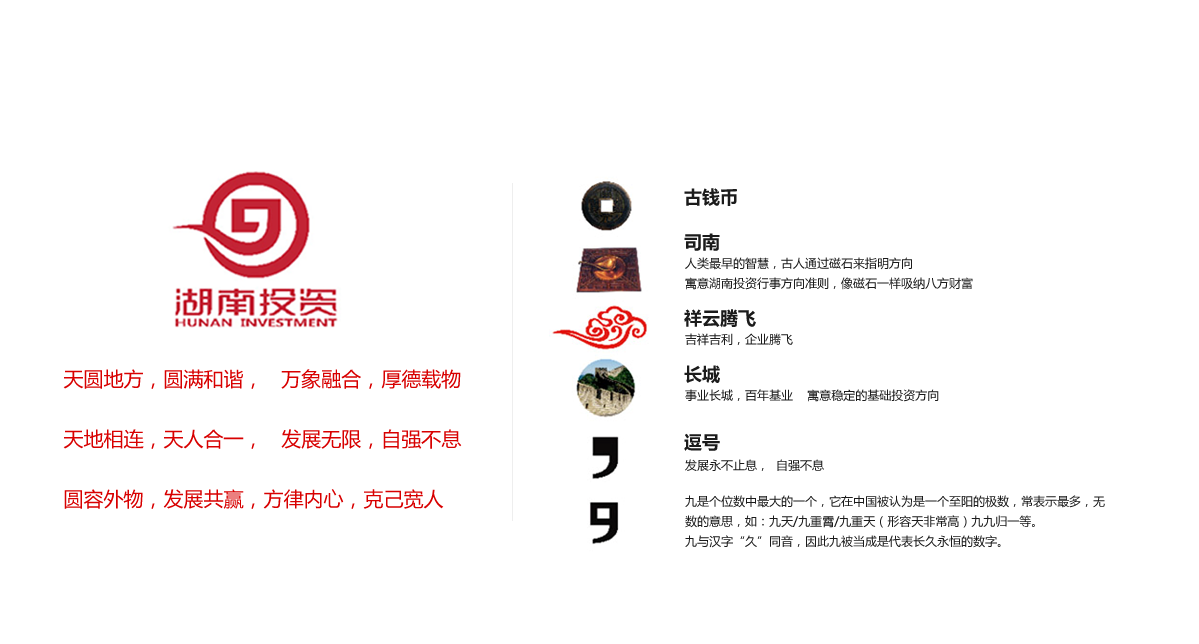 湖南投资
HUNAN INVESTMENT
天圆地方，圆满和谐， 万象融合，厚德载物
天地相连，天人合一， 发展无限，自强不息
圆容外物，发展共赢，方律内心，克己宽人
古钱币
司南
人类最早的智慧，古人通过磁石来指明方向
寓意湖南投资行事方向准则，像磁石一样吸纳八方财富
祥云腾飞
吉祥吉利，企业腾飞
长城
事业长城，百年基业 寓意稳定的基础投资方向
逗号
发展永不止息， 自强不息
九是个位数中最大的一个，它在中国被认为是一个至阳的极数，常表示最多，无
数的意思，如：九天/九重霄/九重天（形容天非常高）九九归一等。
九与汉字“久”同音，因此九被当成是代表长久永恒的数字。